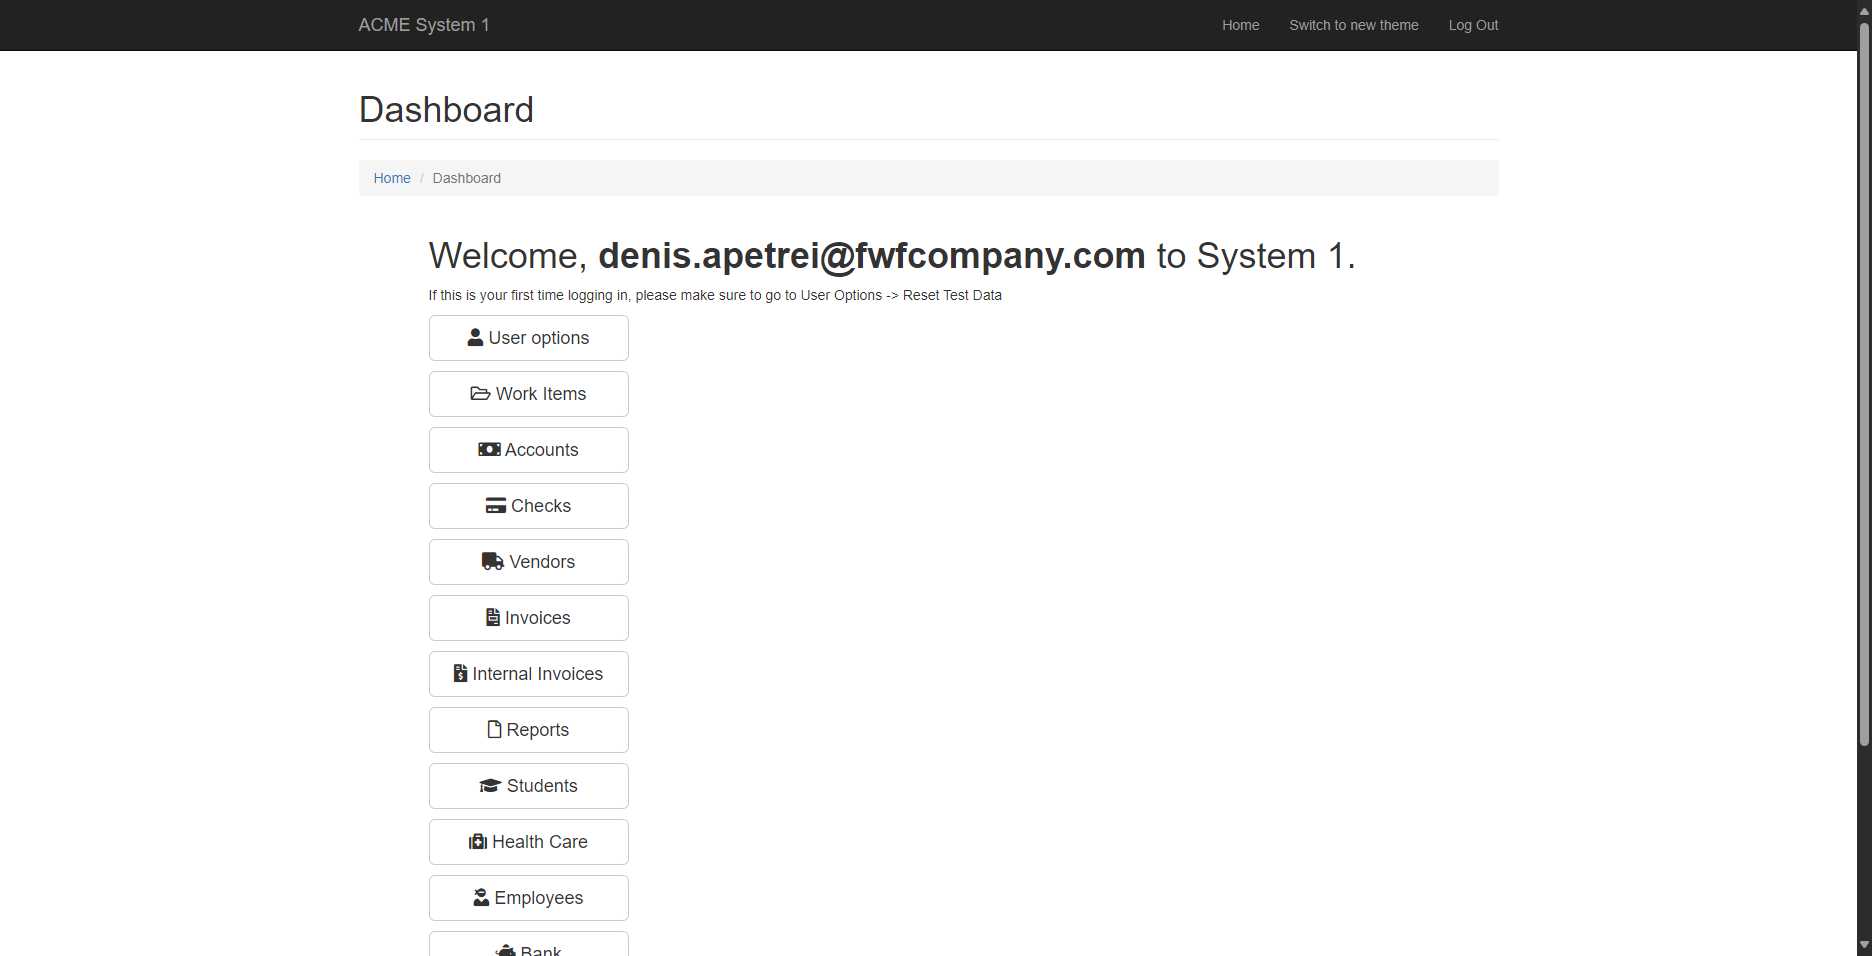 ACME System 1
Home
Switch to new theme
Log Out
Dashboard
Home / Dashboard
Welcome, denis.apetrei@fwfcompany.com to System 1.
If this is your first time logging in, please make sure to go to User Options -> Reset Test Data
User options
Work Items
Accounts
Checks
Vendors
Invoices
Internal Invoices
Reports
Students
Health Care
Employees
Bank